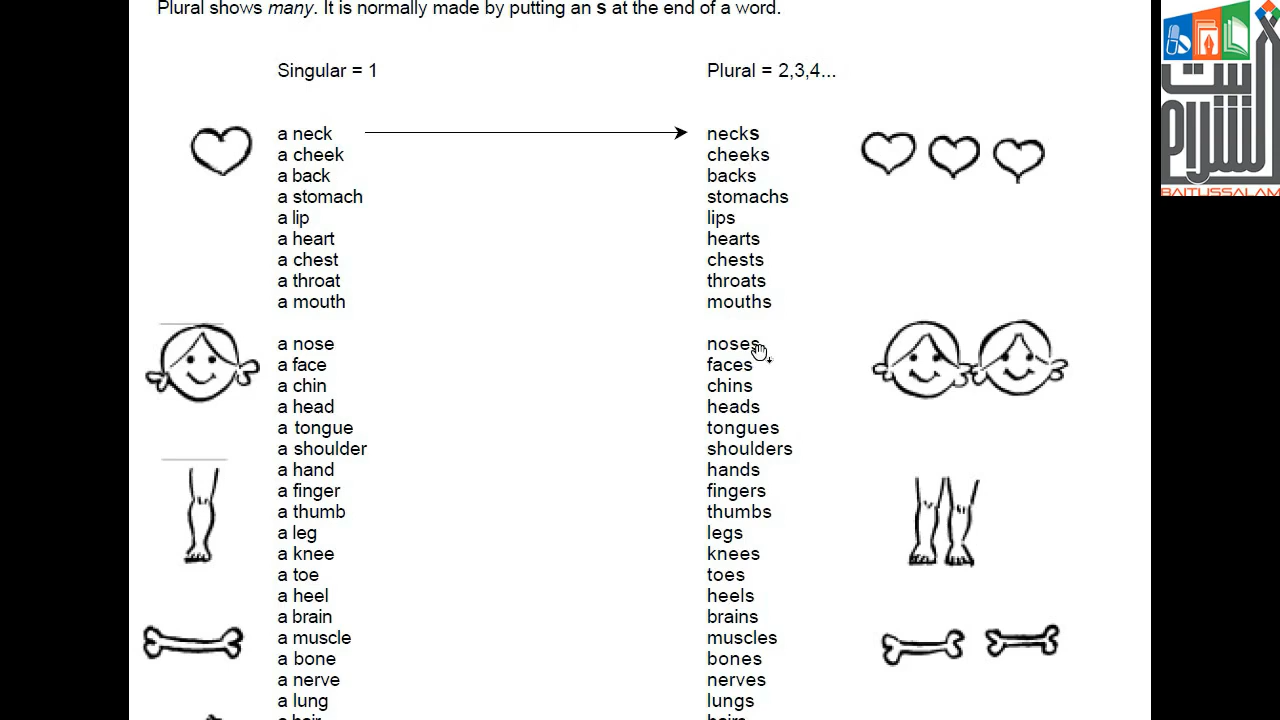 Plural shows many. It is normally made by putting an s at the end of a word.
Singular = 1 Plural = 2,3,4...
a neck necks
a cheek cheeks
a back backs
a stomach stomachs
a lip lips
a heart hearts
a chest chests
a throat throats
a mouth mouths
a nose noses
a face faces
a chin chins
a head heads
a tongue tongues
a shoulder shoulders
a hand hands
a finger fingers
a thumb thumbs
a leg legs
a knee knees
a toe toes
a heel heels
a brain brains
a muscle muscles
a bone bones
a nerve nerves
a lung lungs
a hair hairs
بيت السلام
BAITUSSALAM